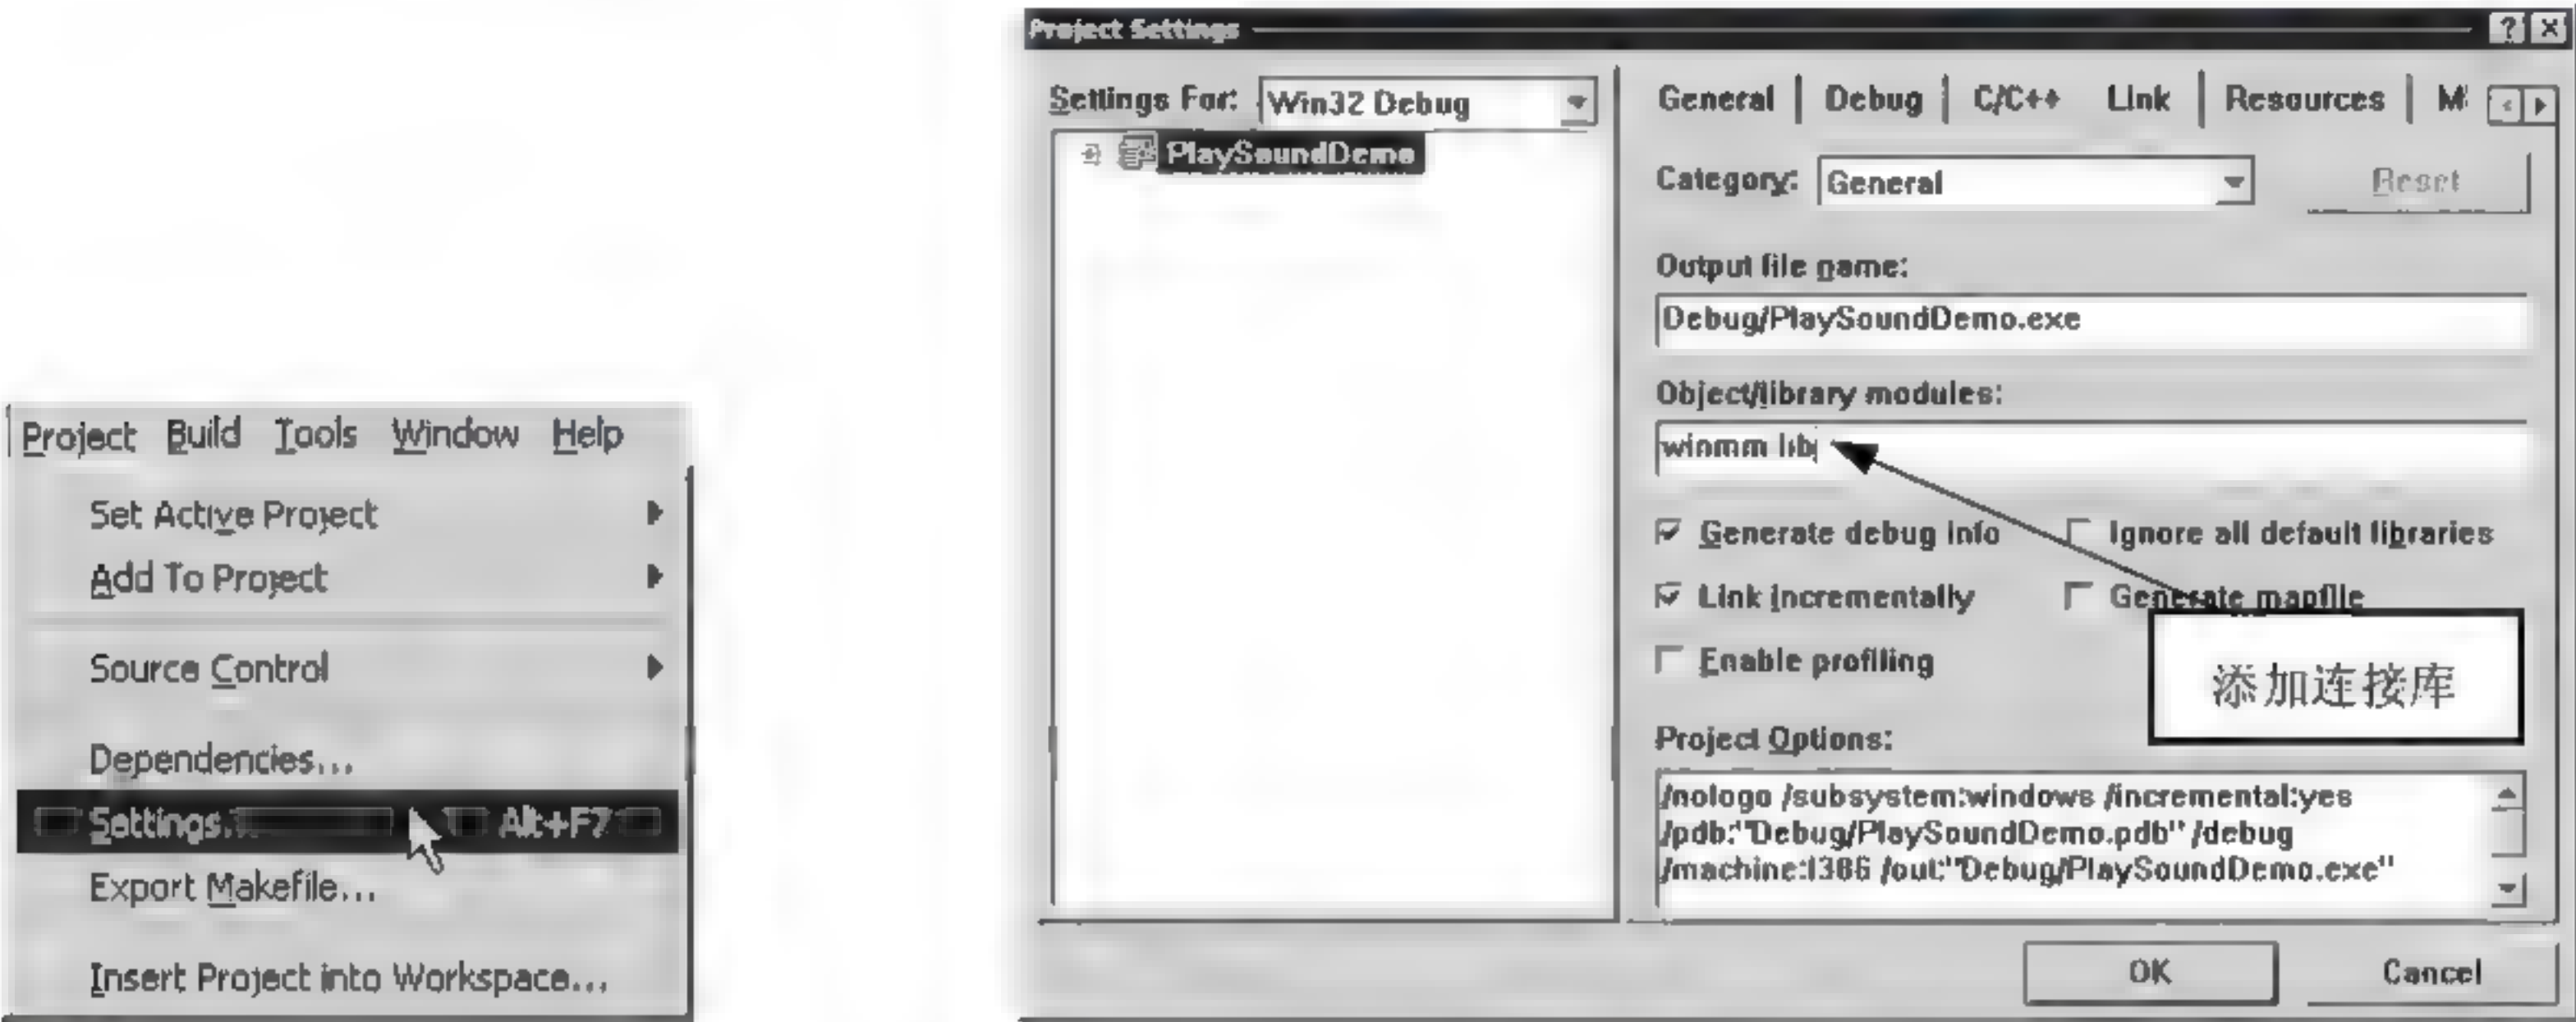 Project Build Tools Window Help
Set Active Project
Add To Project
Source Control
Dependencies...
Settings... Alt+F7
Export Makefile...
Insert Project into Workspace...
Project Settings
Settings For: Win32 Debug
PlaySoundDemo
General Debug C/C++ Link Resources M
Category: General Reset
Output file name:
Debug/PlaySoundDemo.exe
Object/library modules:
winmm lib
Generate debug info Ignore all default libraries
Link incrementally Generate mapfile
Enable profiling
添加连接库
Project Options:
/nologo /subsystem:windows /incremental:yes
/pdb:"Debug/PlaySoundDemo.pdb" /debug
/machine:I386 /out:"Debug/PlaySoundDemo.exe"
OK Cancel